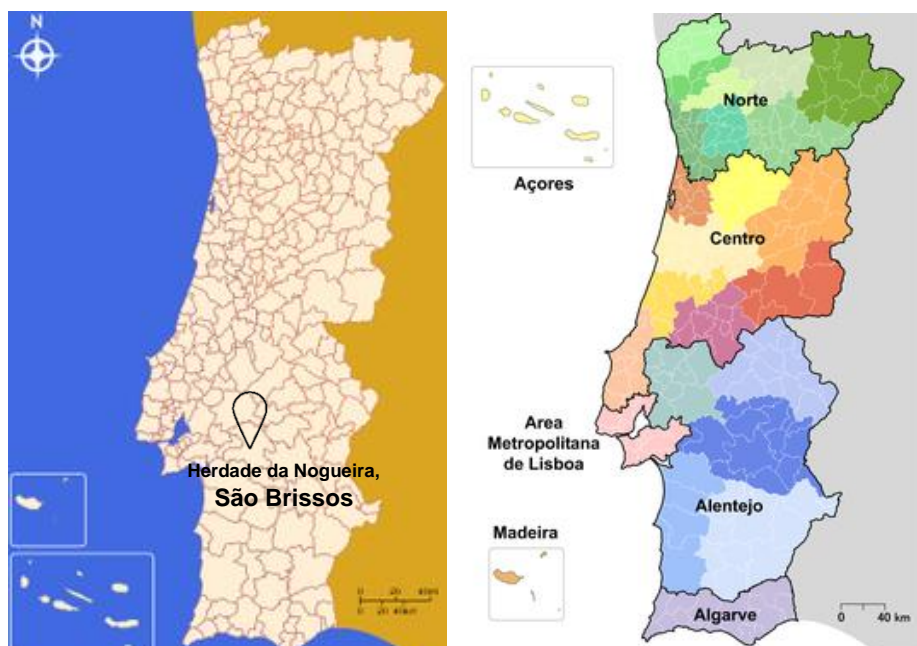 N
Herdade da Nogueira,
São Brissos
Norte
Açores
Centro
Area
Metropolitana
de Lisboa
Alentejo
Madeira
Algarve
0
40 km